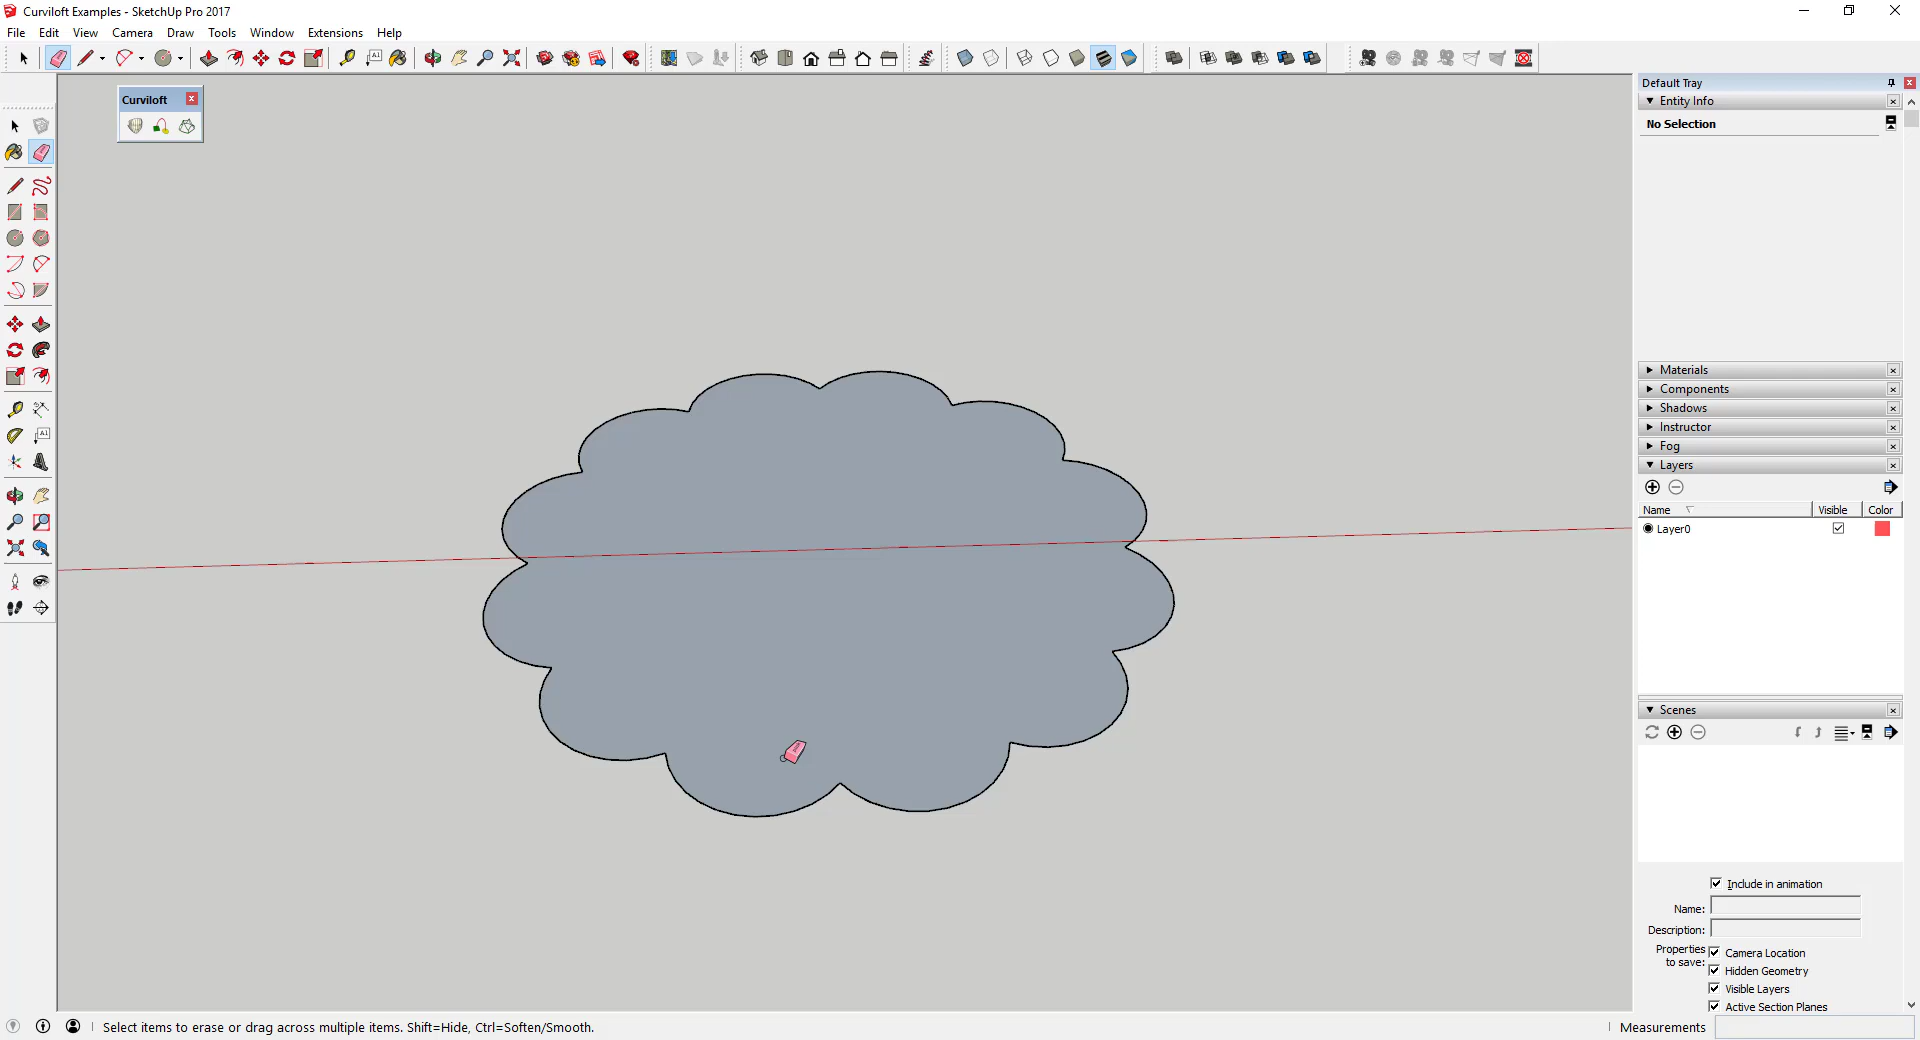 Curviloft Examples - SketchUp Pro 2017
File Edit View Camera Draw Tools Window Extensions Help
Default Tray
Curviloft
Entity Info
No Selection
Materials
Components
Shadows
Instructor
Fog
Layers
Name Visible Color
Layer0
Scenes
Include in animation
Name:
Description:
Properties to save:
Camera Location
Hidden Geometry
Visible Layers
Active Section Planes
Select items to erase or drag across multiple items. Shift=Hide, Ctrl=Soften/Smooth.
Measurements